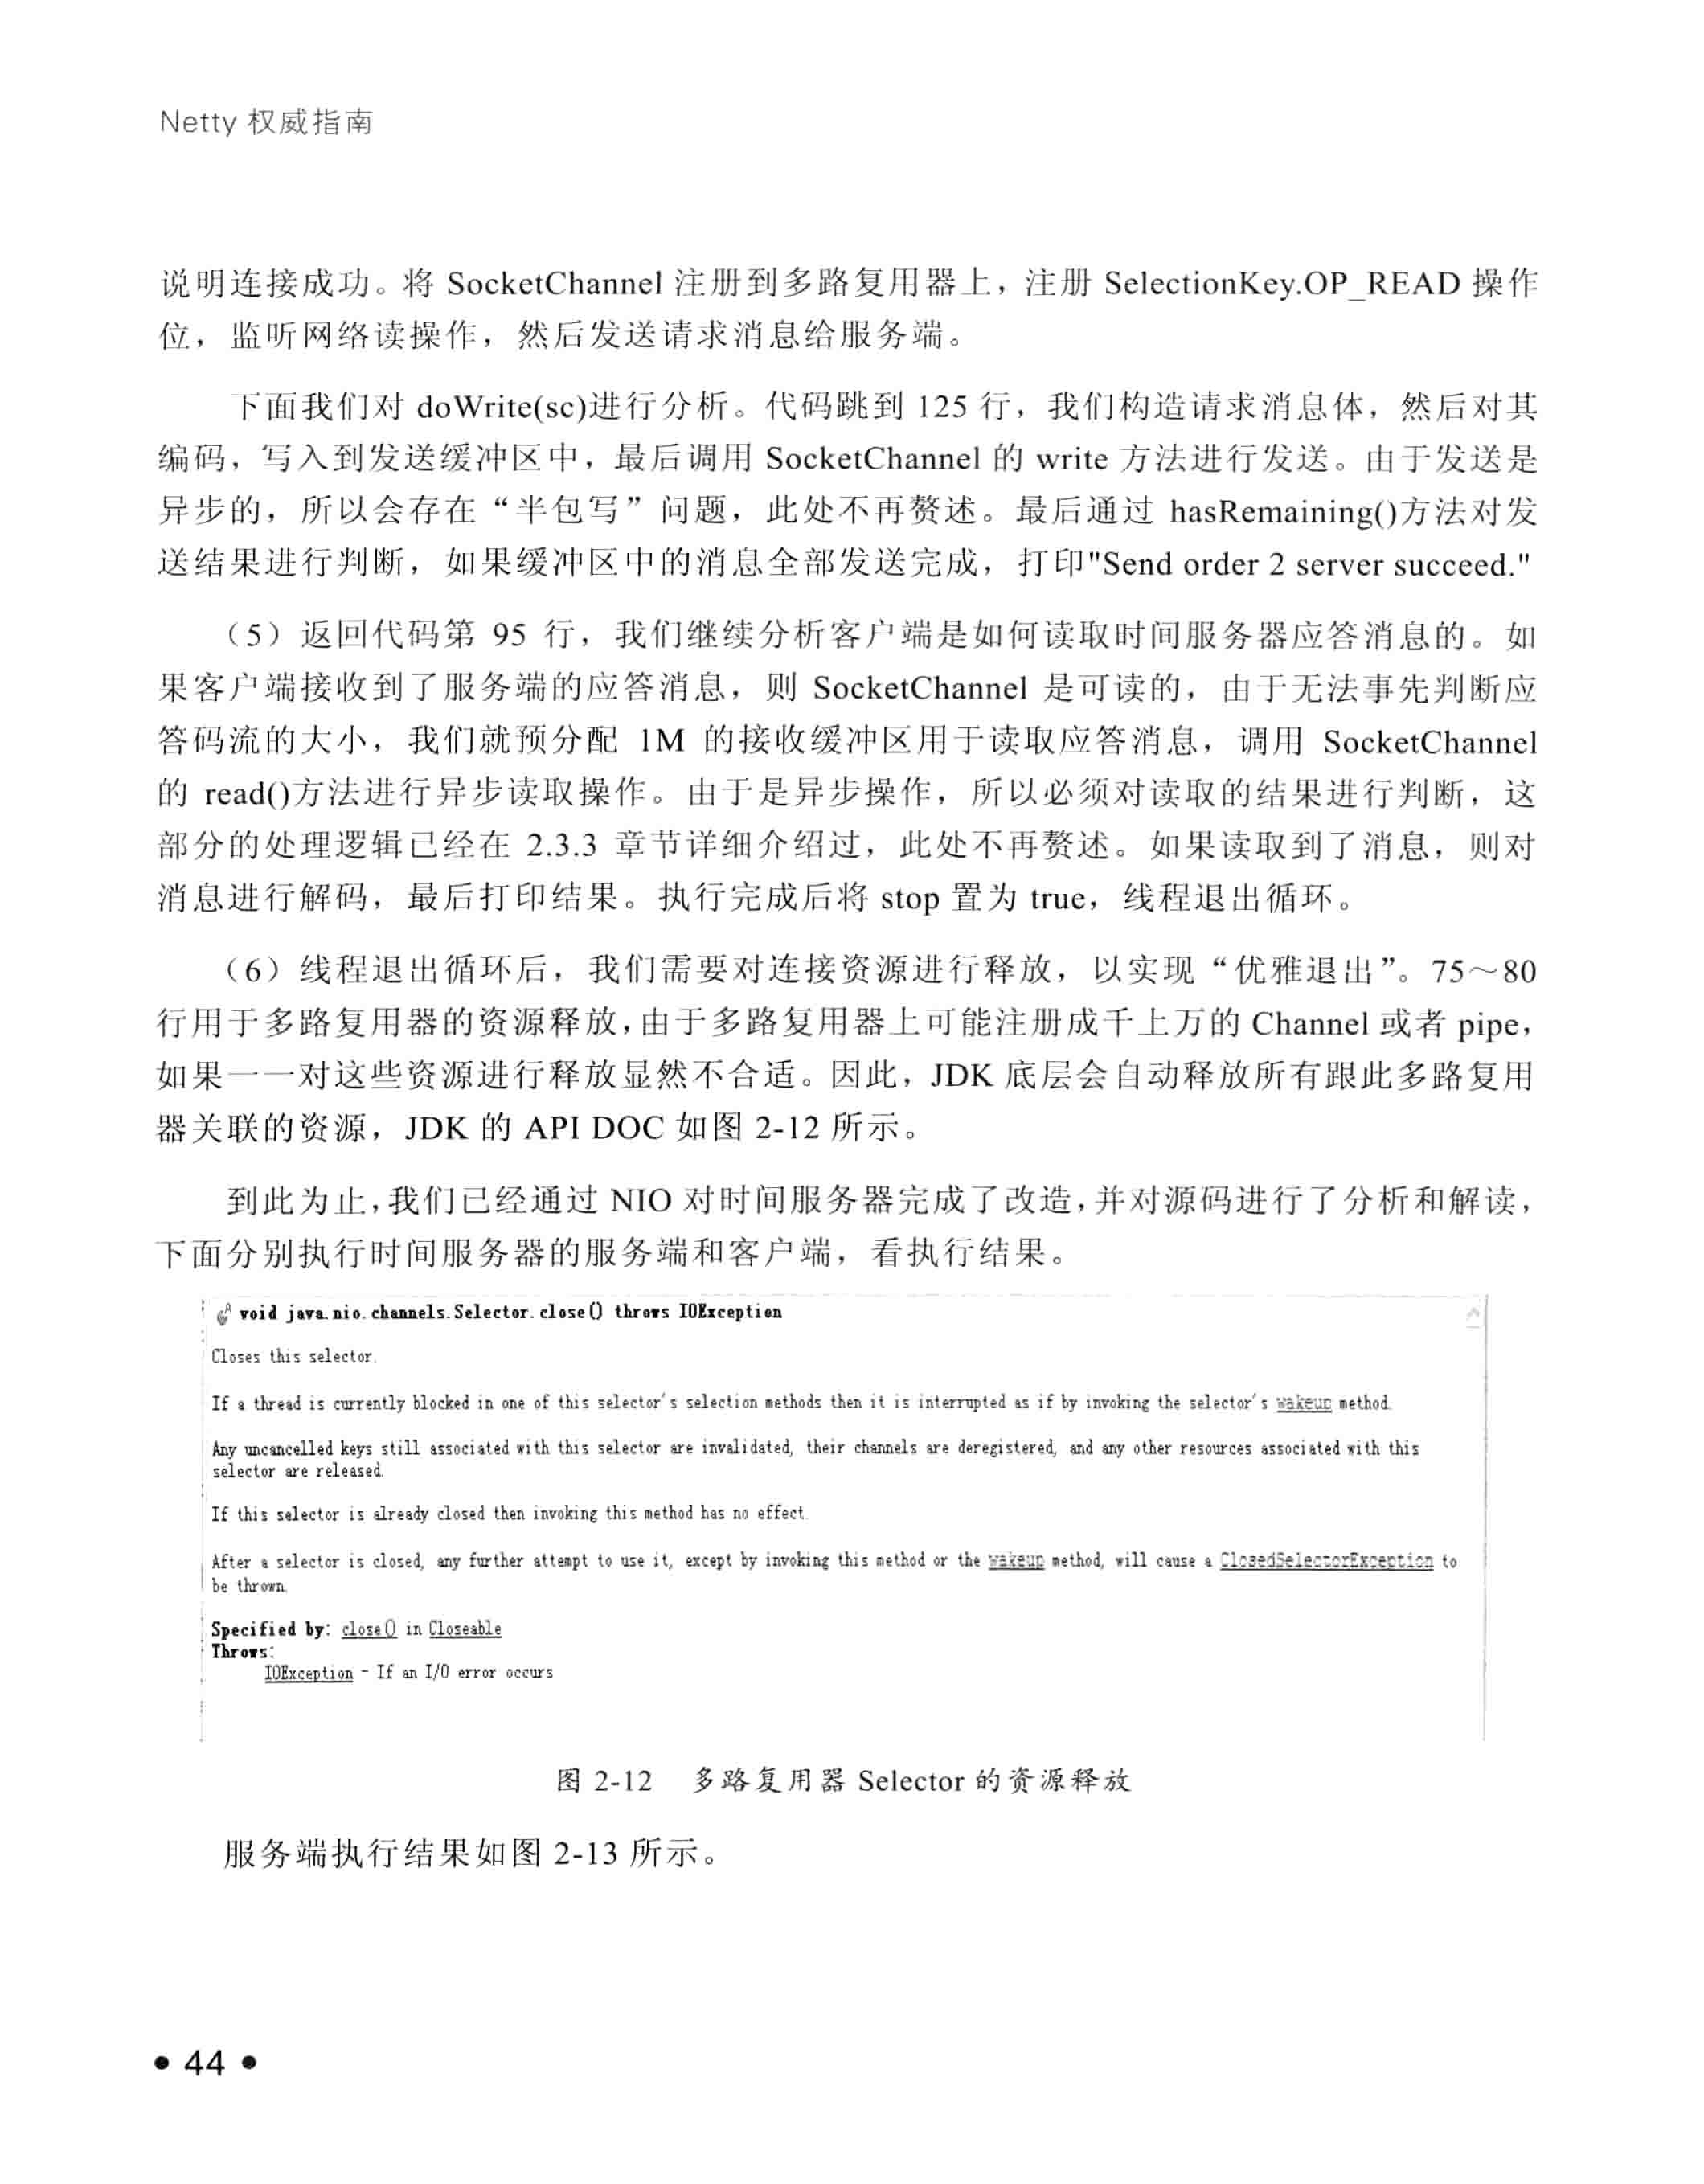 Netty 权威指南
说明连接成功。将 SocketChannel 注册到多路复用器上，注册 SelectionKey.OP_READ 操作
位，监听网络读操作，然后发送请求消息给服务端。
下面我们对 doWrite(sc)进行分析。代码跳到 125 行，我们构造请求消息体，然后对其
编码，写入到发送缓冲区中，最后调用 SocketChannel 的 write 方法进行发送。由于发送是
异步的，所以会存在“半包写”问题，此处不再赘述。最后通过 hasRemaining()方法对发
送结果进行判断，如果缓冲区中的消息全部发送完成，打印"Send order 2 server succeed."
（5）返回代码第 95 行，我们继续分析客户端是如何读取时间服务器应答消息的。如
果客户端接收到了服务端的应答消息，则 SocketChannel 是可读的，由于无法事先判断应
答码流的大小，我们就预分配 1M 的接收缓冲区用于读取应答消息，调用 SocketChannel
的 read()方法进行异步读取操作。由于是异步操作，所以必须对读取的结果进行判断，这
部分的处理逻辑已经在 2.3.3 章节详细介绍过，此处不再赘述。如果读取到了消息，则对
消息进行解码，最后打印结果。执行完成后将 stop 置为 true，线程退出循环。
（6）线程退出循环后，我们需要对连接资源进行释放，以实现“优雅退出”。75～80
行用于多路复用器的资源释放，由于多路复用器上可能注册成千上万的 Channel 或者 pipe，
如果一一对这些资源进行释放显然不合适。因此，JDK 底层会自动释放所有跟此多路复用
器关联的资源，JDK 的 API DOC 如图 2-12 所示。
到此为止，我们已经通过 NIO 对时间服务器完成了改造，并对源码进行了分析和解读，
下面分别执行时间服务器的服务端和客户端，看执行结果。
void java.nio.channels.Selector.close() throws IOException
Closes this selector.
If a thread is currently blocked in one of this selector's selection methods then it is interrupted as if by invoking the selector's wakeup method.
Any uncancelled keys still associated with this selector are invalidated, their channels are deregistered, and any other resources associated with this
selector are released.
If this selector is already closed then invoking this method has no effect.
After a selector is closed, any further attempt to use it, except by invoking this method or the wakeup method, will cause a ClosedSelectorException to
be thrown.
Specified by: close() in Closeable
Throws:
IOException - If an I/O error occurs
图 2-12 多路复用器 Selector 的资源释放
服务端执行结果如图 2-13 所示。
• 44 •